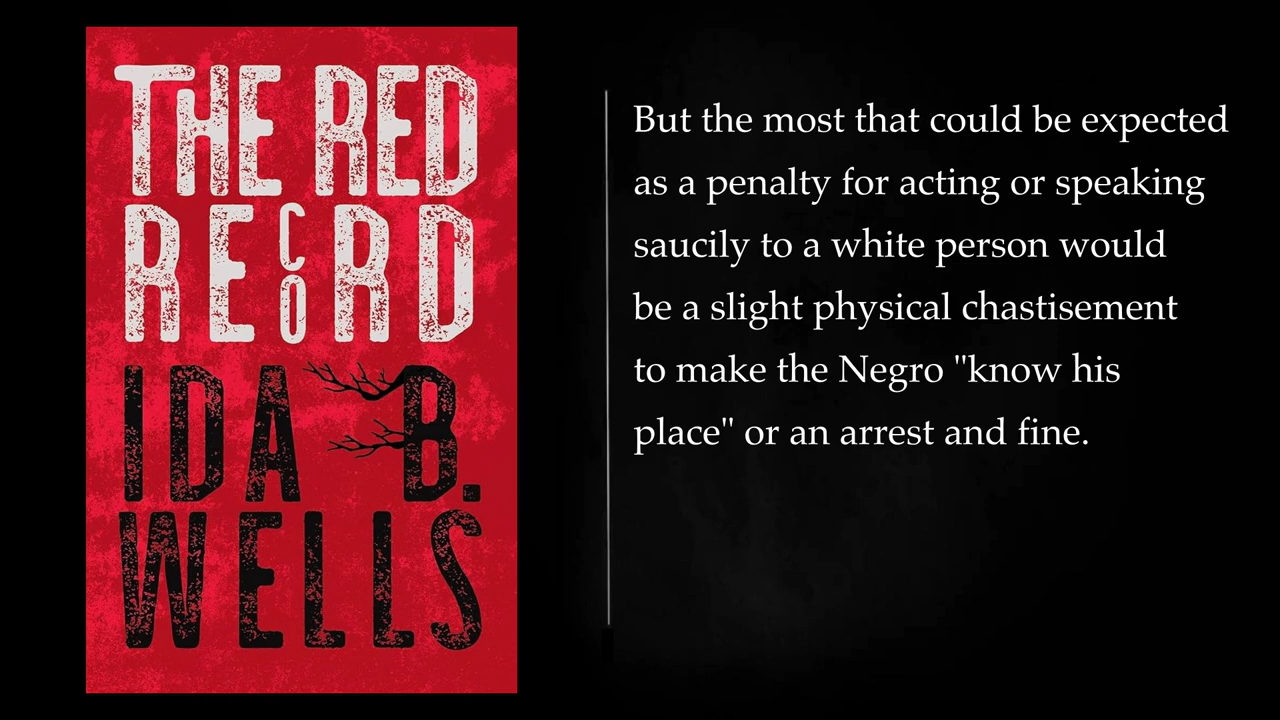 THE RED
RECORD
IDA B.
WELLS
But the most that could be expected
as a penalty for acting or speaking
saucily to a white person would
be a slight physical chastisement
to make the Negro "know his
place" or an arrest and fine.